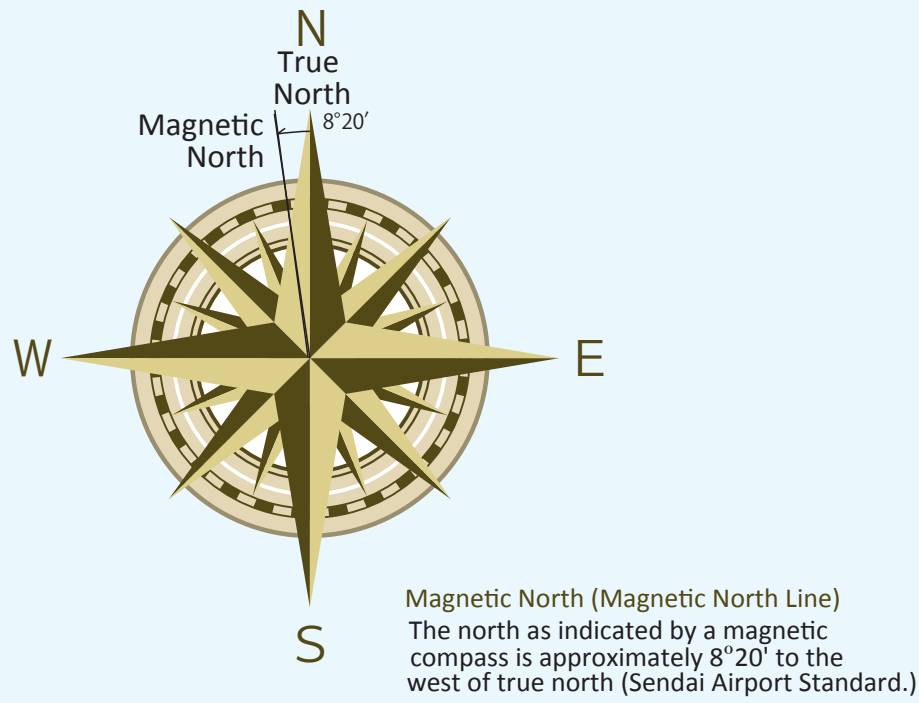 N
True
North
8°20′
Magnetic
North
W
E
S
Magnetic North (Magnetic North Line)
The north as indicated by a magnetic
compass is approximately 8°20' to the
west of true north (Sendai Airport Standard.)